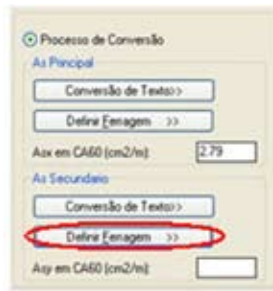 Processo de Conversão
As Principal
Conversão de Texto>>
Definir Ferragem >>
Asx em CA60 (cm2/m): 2.79
As Secundario
Conversão de Texto>>
Definir Ferragem >>
Asy em CA60 (cm2/m):